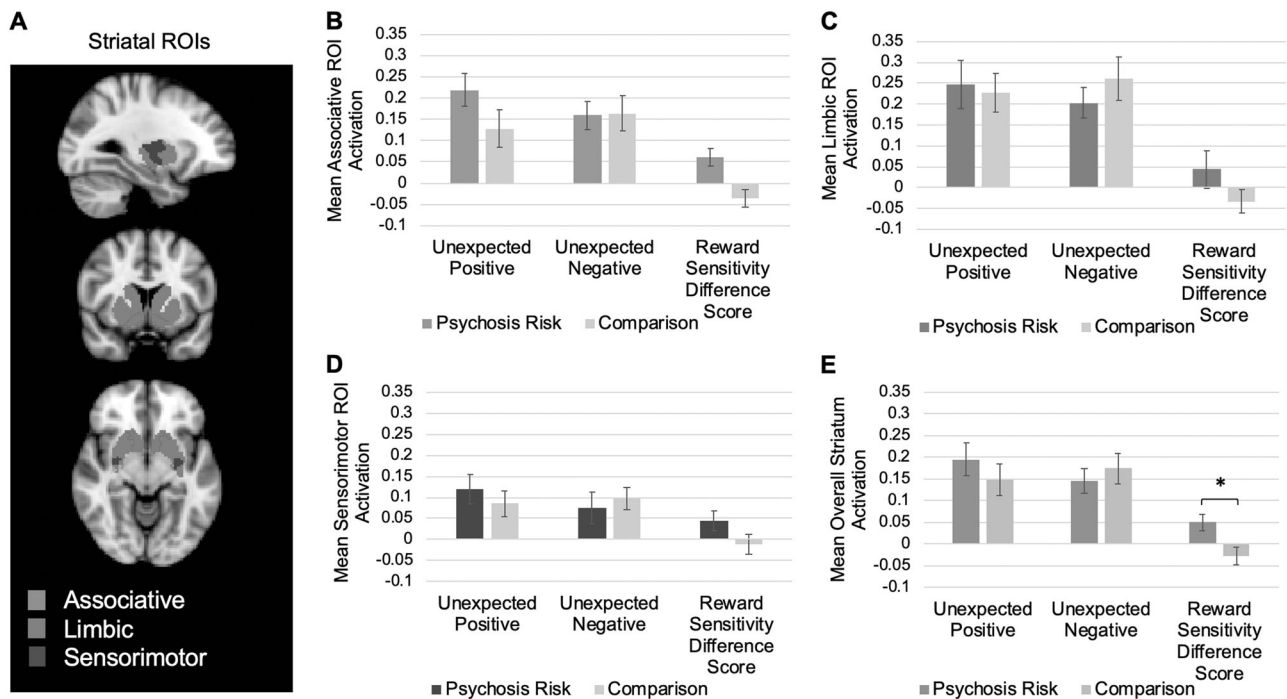 A
Striatal ROIs
Associative
Limbic
Sensorimotor
B
Mean Associative ROI
Activation
0.35
0.3
0.25
0.2
0.15
0.1
0.05
0
-0.05
-0.1
Unexpected
Positive
Unexpected
Negative
Reward
Sensitivity
Difference
Score
Psychosis Risk
Comparison
C
Mean Limbic ROI
Activation
0.35
0.3
0.25
0.2
0.15
0.1
0.05
0
-0.05
-0.1
Unexpected
Positive
Unexpected
Negative
Reward
Sensitivity
Difference
Score
Psychosis Risk
Comparison
D
Mean Sensorimotor ROI
Activation
0.35
0.3
0.25
0.2
0.15
0.1
0.05
0
-0.05
-0.1
Unexpected
Positive
Unexpected
Negative
Reward
Sensitivity
Difference
Score
Psychosis Risk
Comparison
E
Mean Overall Striatum
Activation
0.35
0.3
0.25
0.2
0.15
0.1
0.05
0
-0.05
-0.1
*
Unexpected
Positive
Unexpected
Negative
Reward
Sensitivity
Difference
Score
Psychosis Risk
Comparison